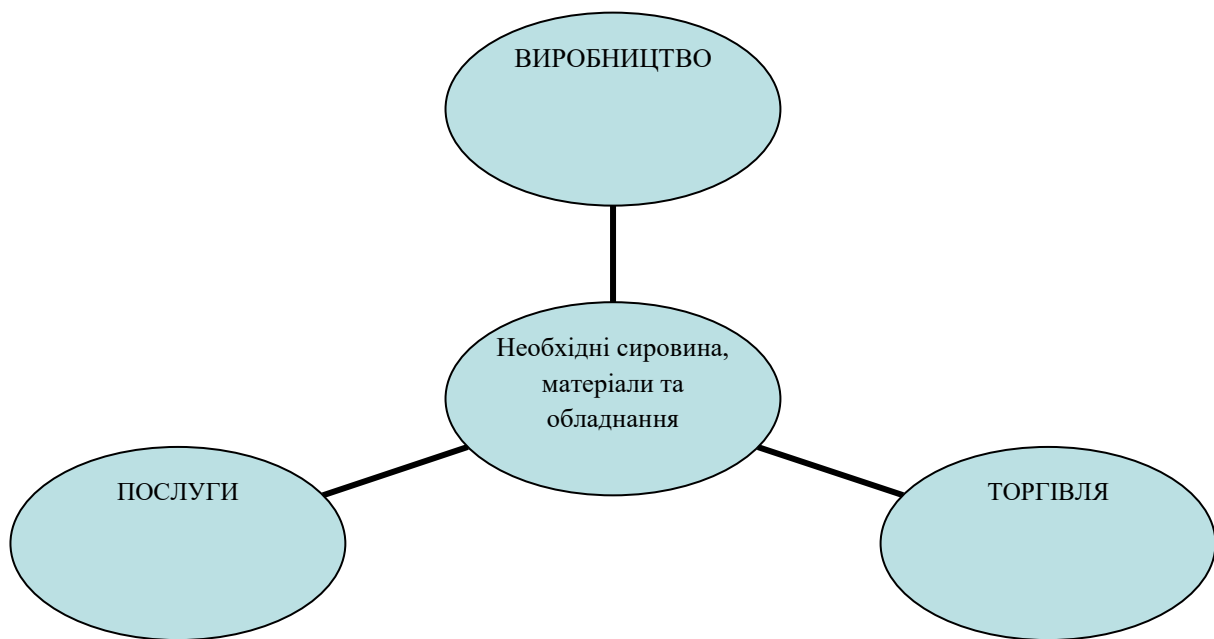 ВИРОБНИЦТВО
Необхідні сировина,
матеріали та
обладнання
ПОСЛУГИ
ТОРГІВЛЯ